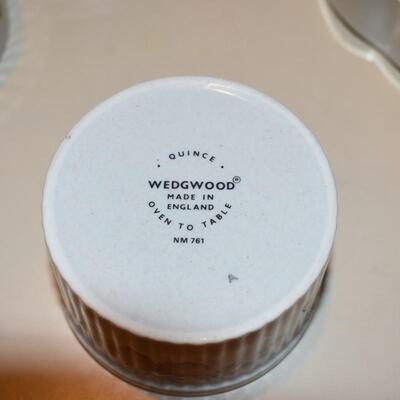 · QUINCE ·
WEDGWOOD®
MADE IN
ENGLAND
· OVEN TO TABLE ·
NM 761
A